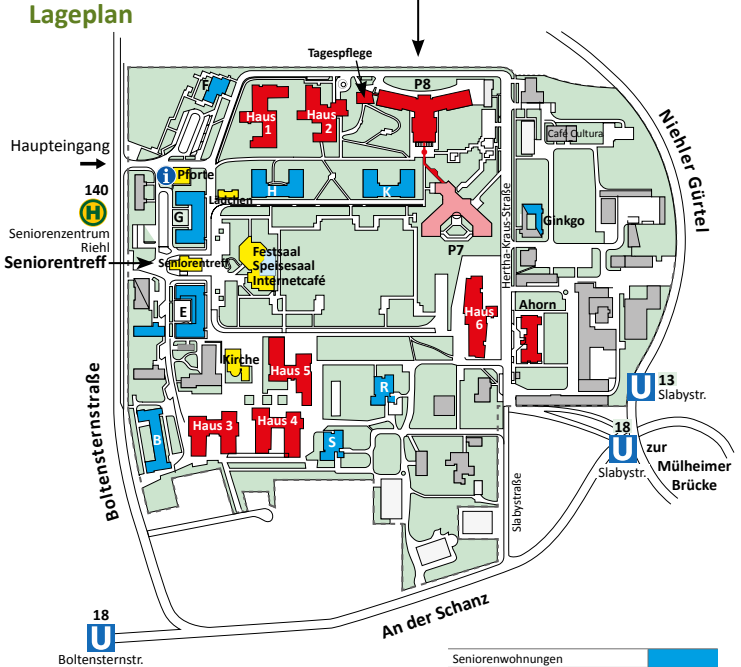 Lageplan
Tagespflege
P8
F
Haus
1
Haus
2
Niehler Gürtel
Café Cultura
Haupteingang
i
Pforte
H
K
Lädchen
140
H
Seniorenzentrum
Riehl
G
Hertha-Kraus-Straße
Ginkgo
P7
Seniorentreff
Seniorentreff
Festsaal
Speisesaal
Internetcafé
E
Haus
6
Ahorn
Kirche
Haus 5
R
U
13
Slabystr.
Boltensternstraße
B
Haus 3
Haus 4
S
18
U
Slabystr.
zur
Mülheimer
Brücke
Slabystraße
An der Schanz
18
U
Boltensternstr.
Seniorenwohnungen